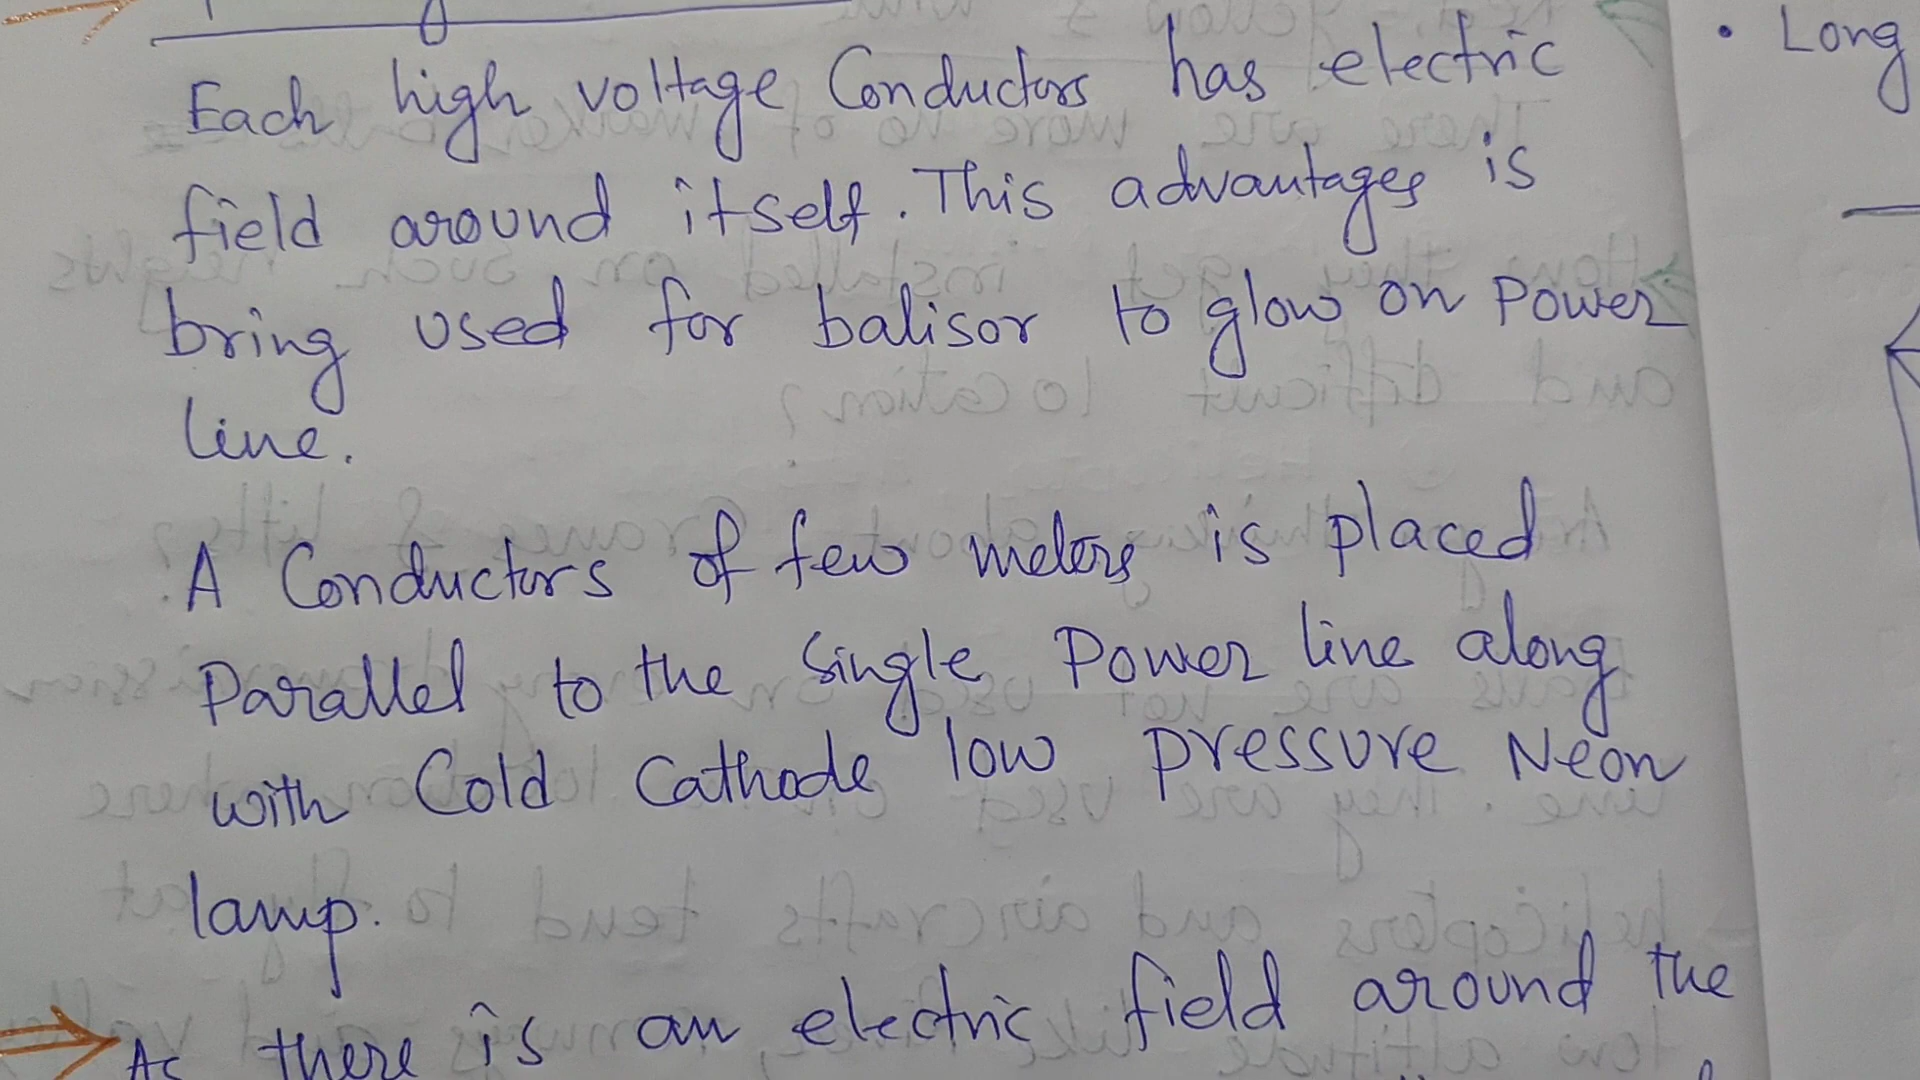 Each high voltage Conductors has electric
field around itself. This advantages is
bring used for balisor to glow on Power
line.
A Conductors of few meters is placed
Parallel to the Single Power line along
with Cold Cathode low pressure Neon
lamp.
As there is an electric field around the
• Long